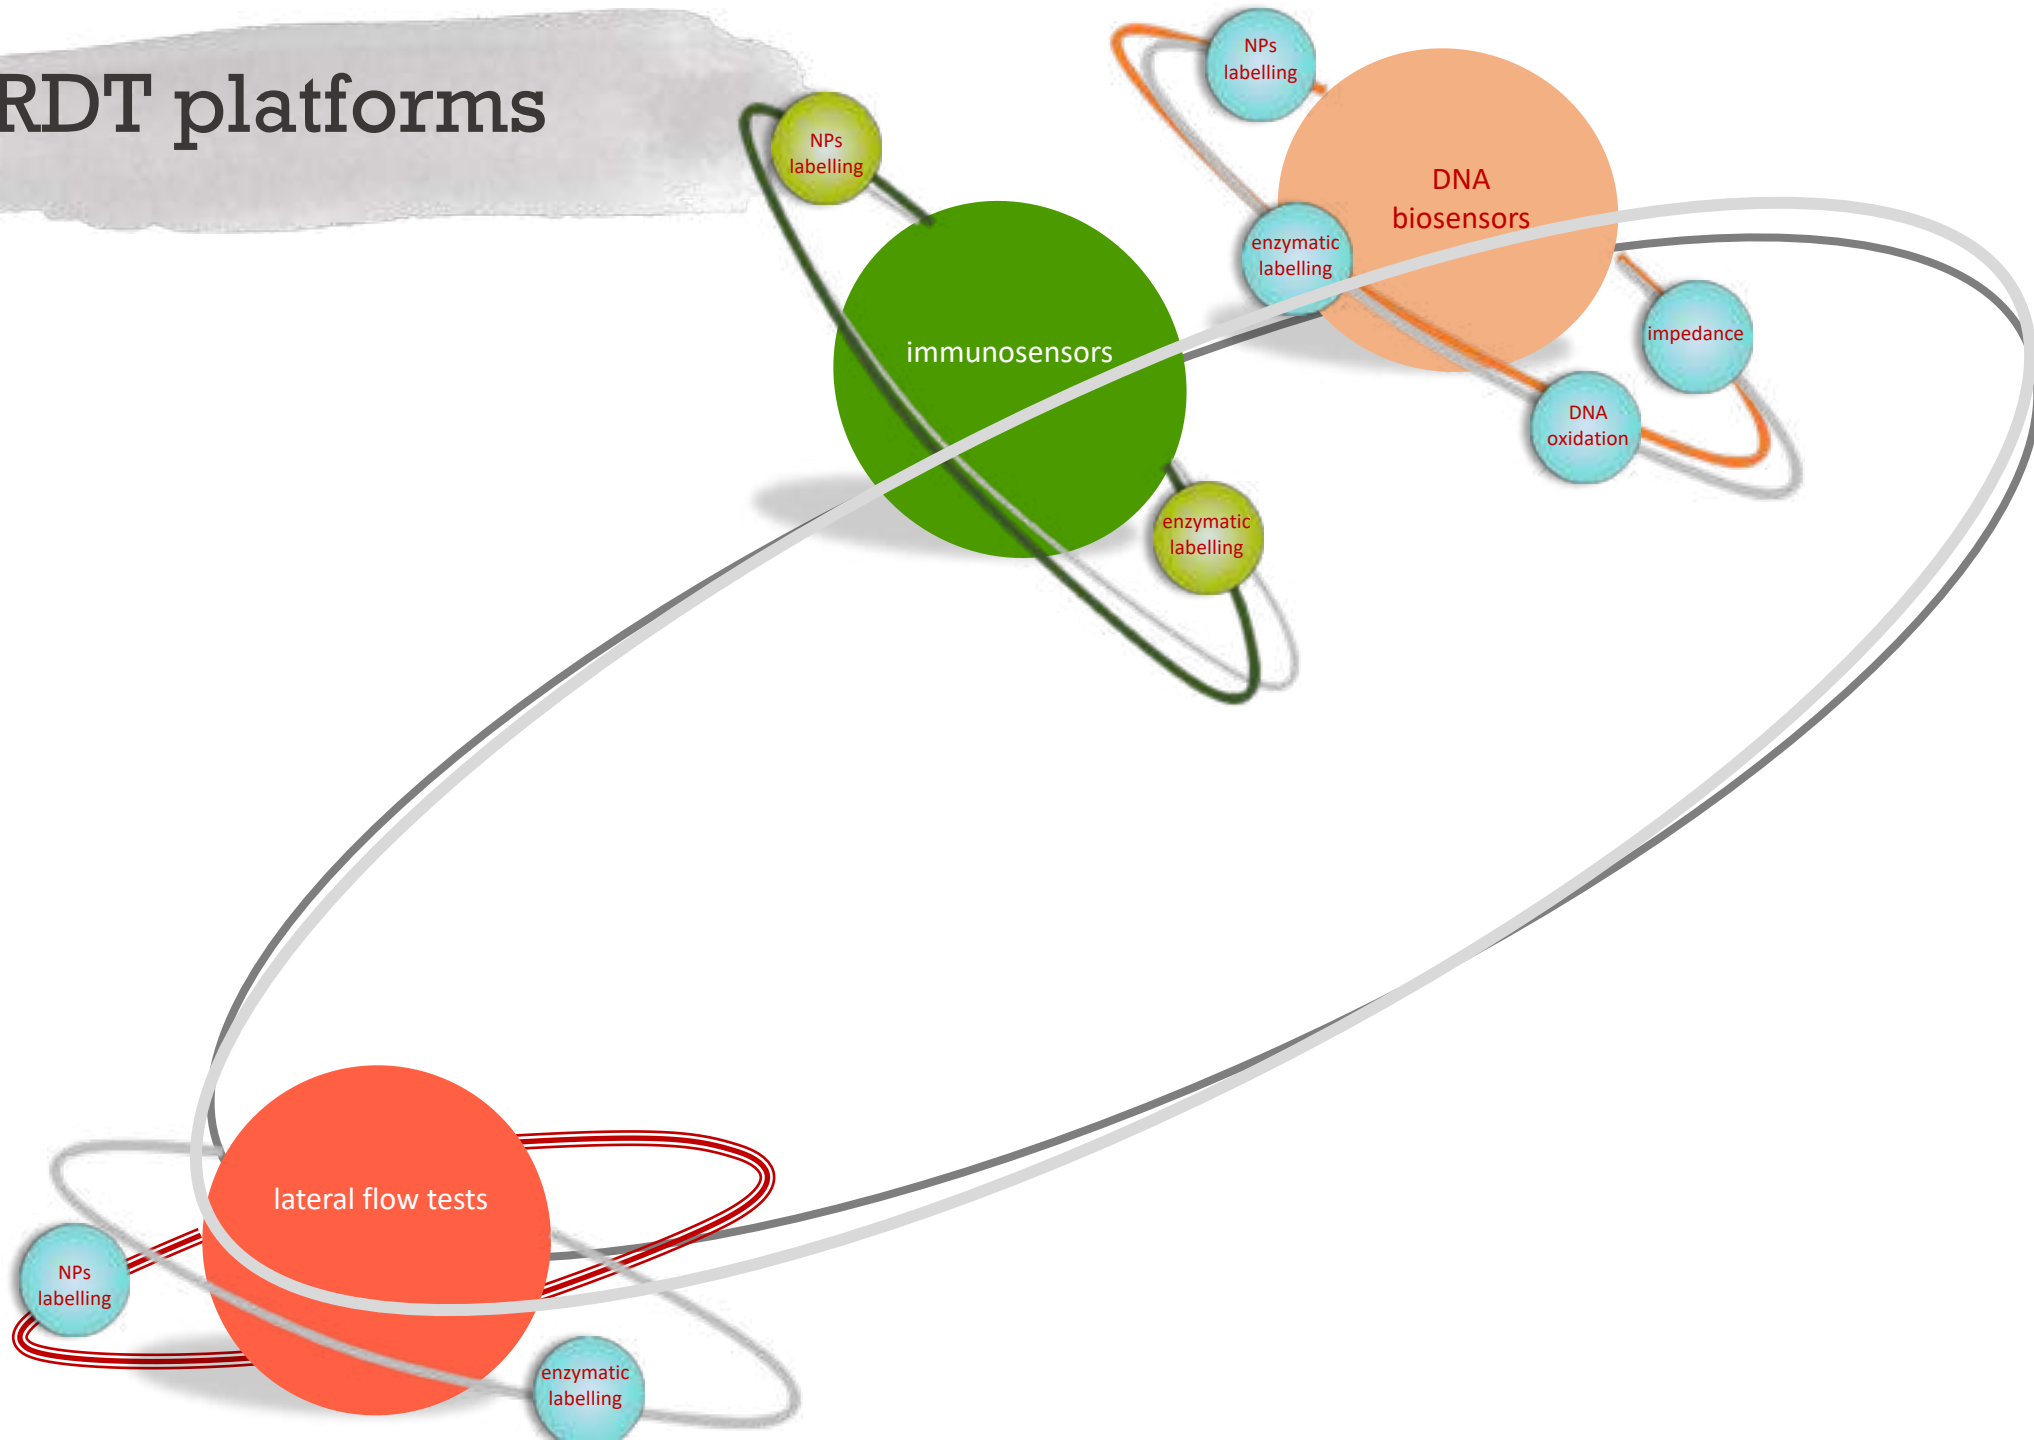 RDT platforms
NPs
labelling
DNA
biosensors
NPs
labelling
enzymatic
labelling
impedance
immunosensors
DNA
oxidation
enzymatic
labelling
lateral flow tests
NPs
labelling
enzymatic
labelling